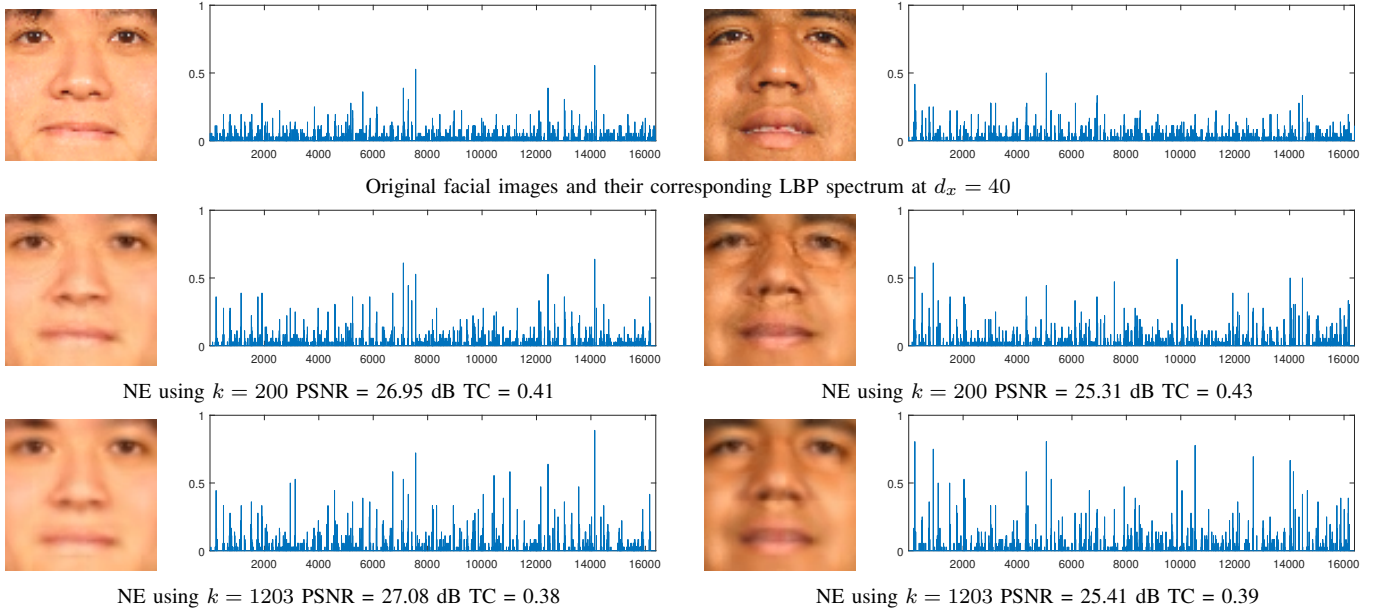 1
0.5
0
2000 4000 6000 8000 10000 12000 14000 16000
1
0.5
0
2000 4000 6000 8000 10000 12000 14000 16000
Original facial images and their corresponding LBP spectrum at d_x = 40
1
0.5
0
2000 4000 6000 8000 10000 12000 14000 16000
1
0.5
0
2000 4000 6000 8000 10000 12000 14000 16000
NE using k = 200 PSNR = 26.95 dB TC = 0.41
NE using k = 200 PSNR = 25.31 dB TC = 0.43
1
0.5
0
2000 4000 6000 8000 10000 12000 14000 16000
1
0.5
0
2000 4000 6000 8000 10000 12000 14000 16000
NE using k = 1203 PSNR = 27.08 dB TC = 0.38
NE using k = 1203 PSNR = 25.41 dB TC = 0.39